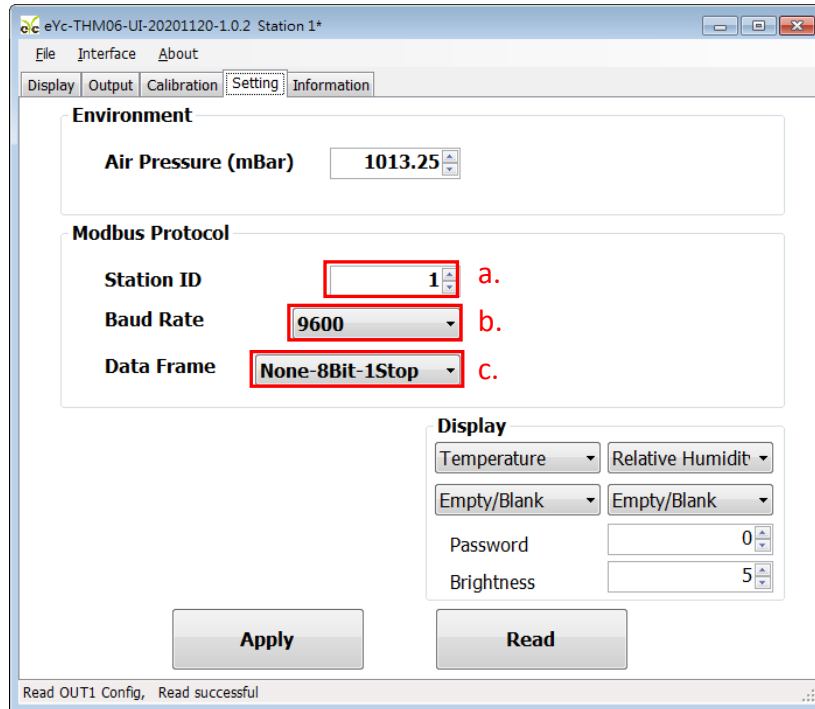 eyc eYc-THM06-UI-20201120-1.0.2 Station 1*
File Interface About
Display Output Calibration Setting Information
Environment
Air Pressure (mBar) 1013.25
Modbus Protocol
Station ID 1 a.
Baud Rate 9600 b.
Data Frame None-8Bit-1Stop c.
Display
Temperature Relative Humidit
Empty/Blank Empty/Blank
Password 0
Brightness 5
Apply Read
Read OUT1 Config, Read successful